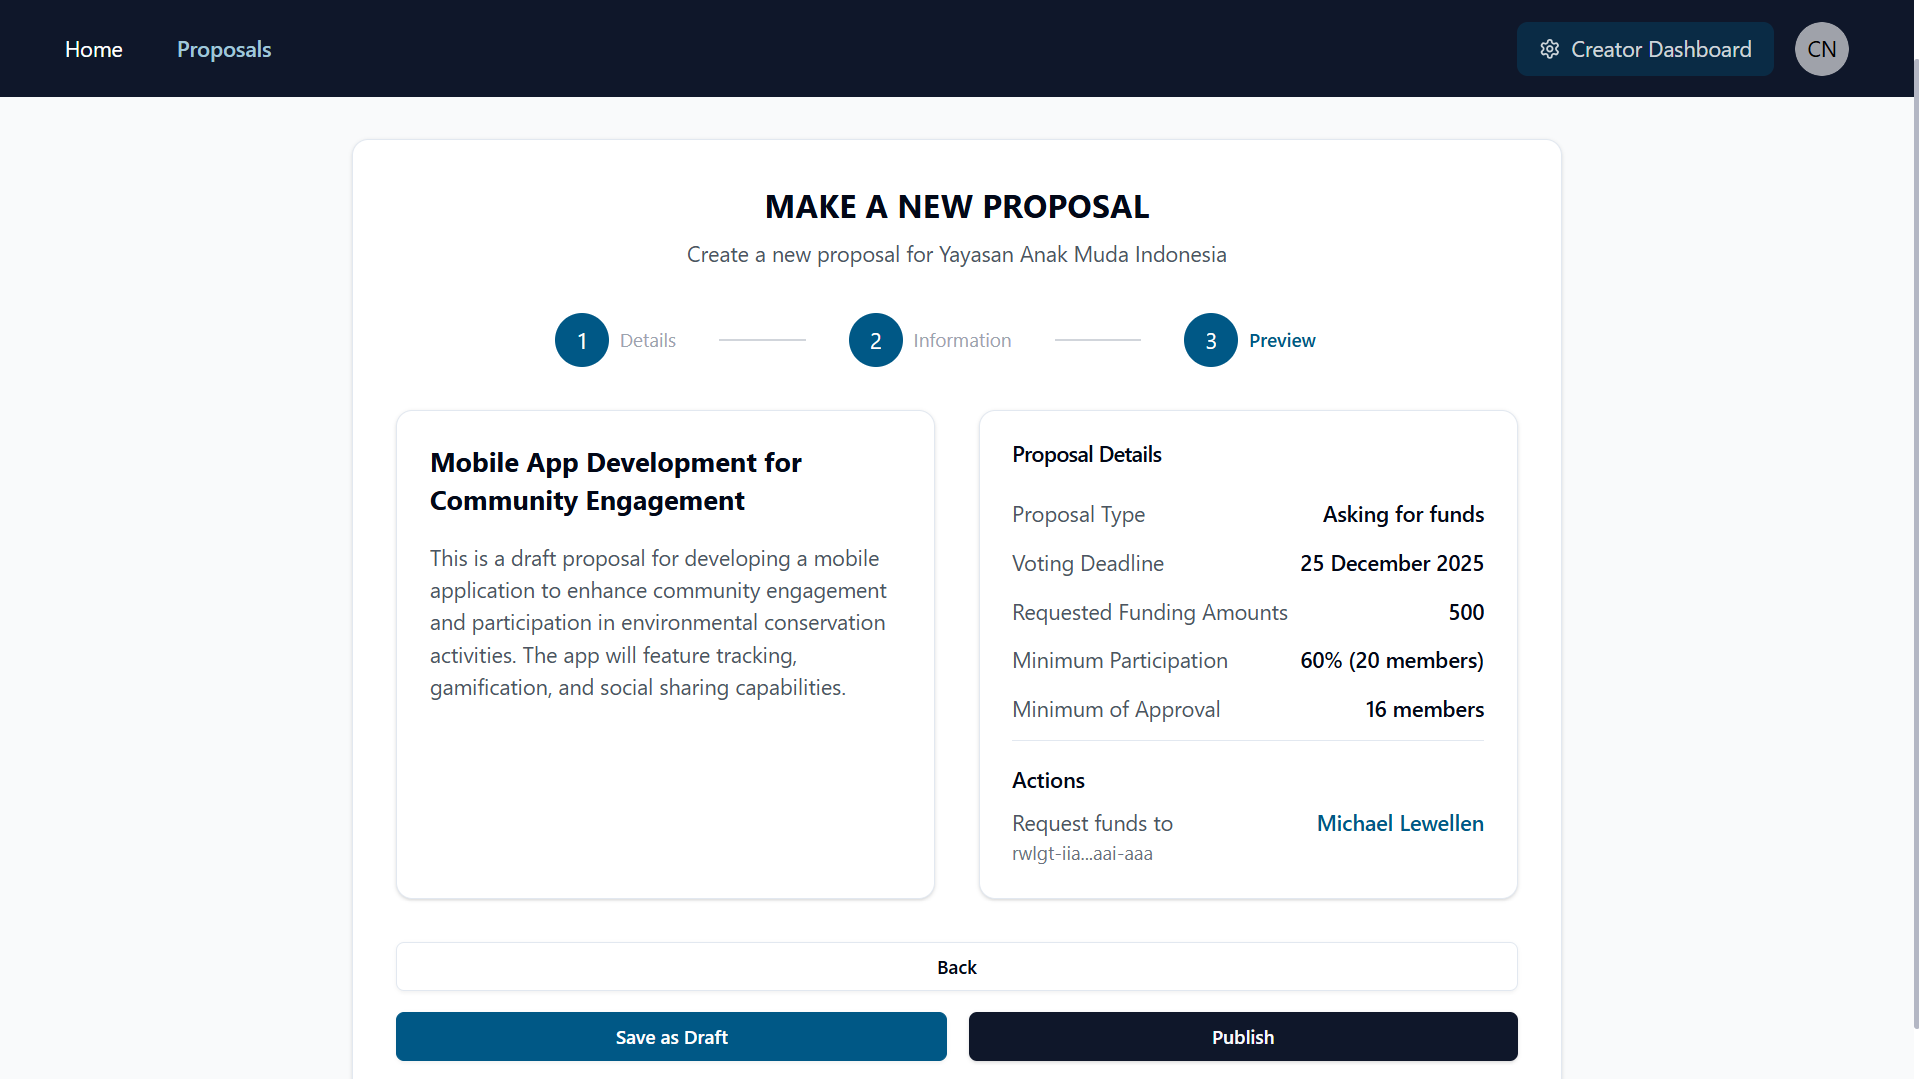 Home
Proposals
Creator Dashboard
CN
MAKE A NEW PROPOSAL
Create a new proposal for Yayasan Anak Muda Indonesia
1 Details
2 Information
3 Preview
Mobile App Development for
Community Engagement
This is a draft proposal for developing a mobile
application to enhance community engagement
and participation in environmental conservation
activities. The app will feature tracking,
gamification, and social sharing capabilities.
Proposal Details
Proposal Type Asking for funds
Voting Deadline 25 December 2025
Requested Funding Amounts 500
Minimum Participation 60% (20 members)
Minimum of Approval 16 members
Actions
Request funds to Michael Lewellen
rwlgt-iia...aai-aaa
Back
Save as Draft
Publish